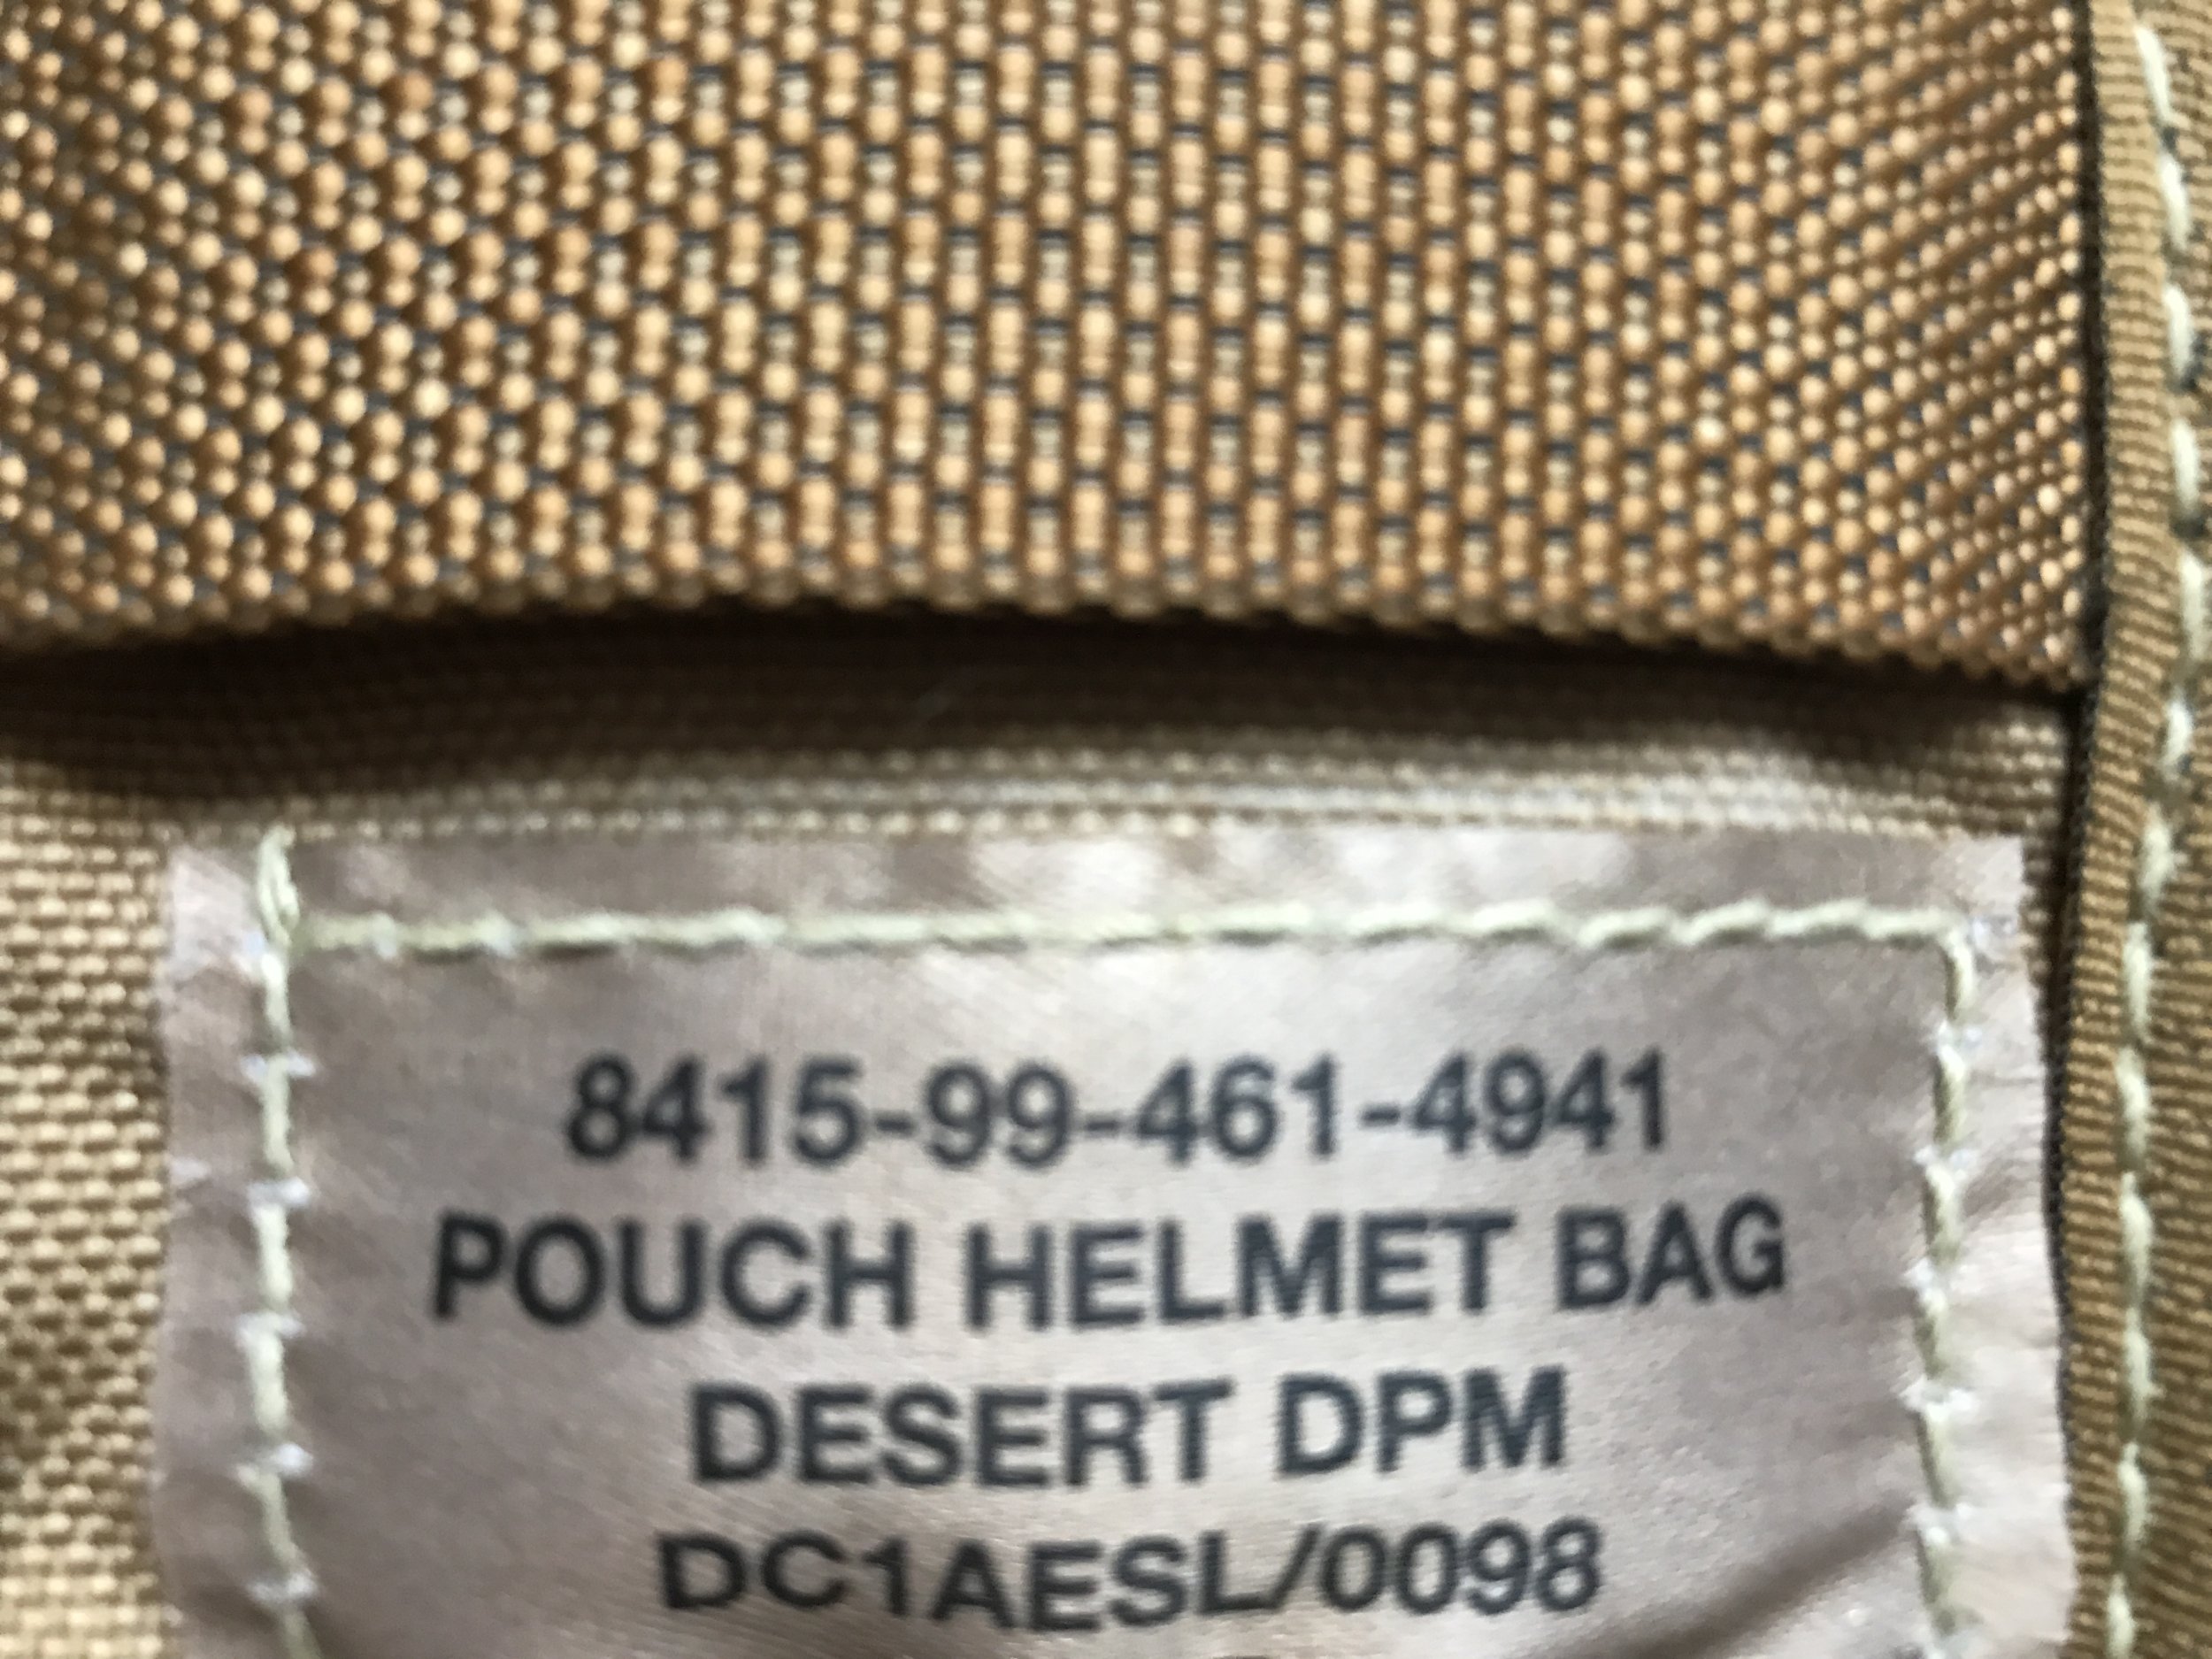 8415-99-461-4941
POUCH HELMET BAG
DESERT DPM
DC1AESL/0098